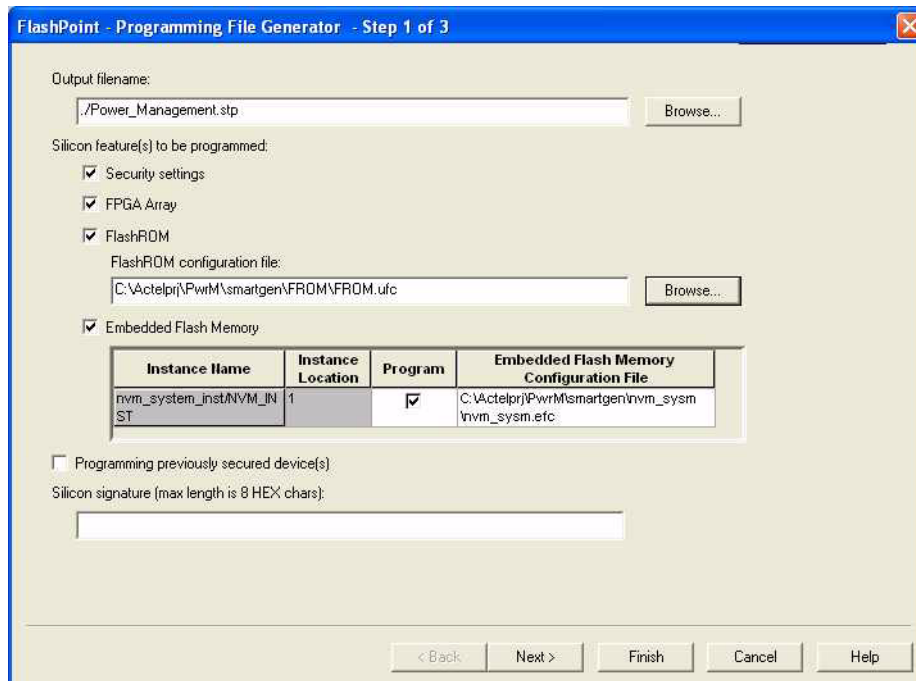 FlashPoint - Programming File Generator - Step 1 of 3
Output filename:
./Power_Management.stp
Browse...
Silicon feature(s) to be programmed:
Security settings
FPGA Array
FlashROM
FlashROM configuration file:
C:\Actelprj\PwrM\smartgen\FROM\FROM.ufc
Browse...
Embedded Flash Memory
Instance Name
Instance
Location
Program
Embedded Flash Memory
Configuration File
nvm_system_inst/NVM_IN
ST
1
C:\Actelprj\PwrM\smartgen\nvm_sysm
\nvm_sysm.efc
Programming previously secured device(s)
Silicon signature (max length is 8 HEX chars):
< Back
Next >
Finish
Cancel
Help